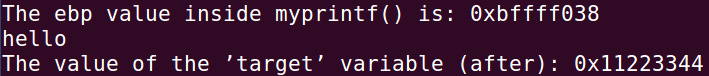 The ebp value inside myprintf() is: 0xbffff038
hello
The value of the ’target’ variable (after): 0x11223344